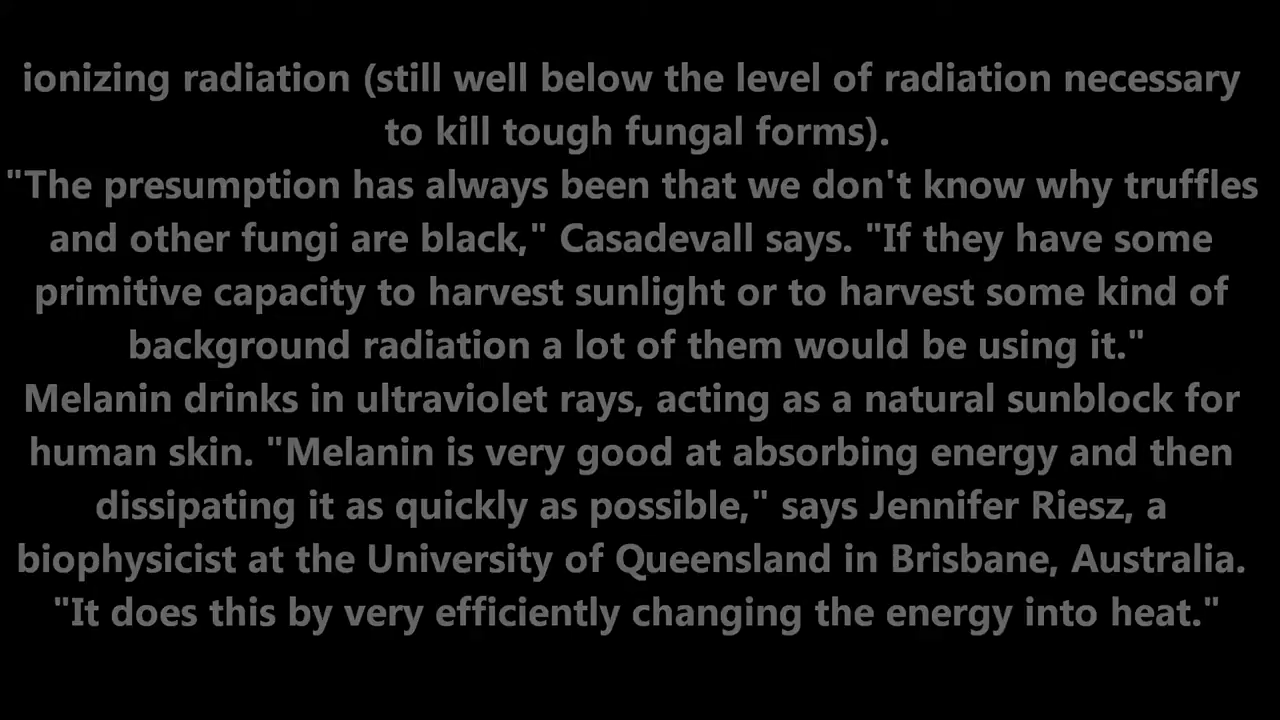 ionizing radiation (still well below the level of radiation necessary
to kill tough fungal forms).
"The presumption has always been that we don't know why truffles
and other fungi are black," Casadevall says. "If they have some
primitive capacity to harvest sunlight or to harvest some kind of
background radiation a lot of them would be using it."
Melanin drinks in ultraviolet rays, acting as a natural sunblock for
human skin. "Melanin is very good at absorbing energy and then
dissipating it as quickly as possible," says Jennifer Riesz, a
biophysicist at the University of Queensland in Brisbane, Australia.
"It does this by very efficiently changing the energy into heat."